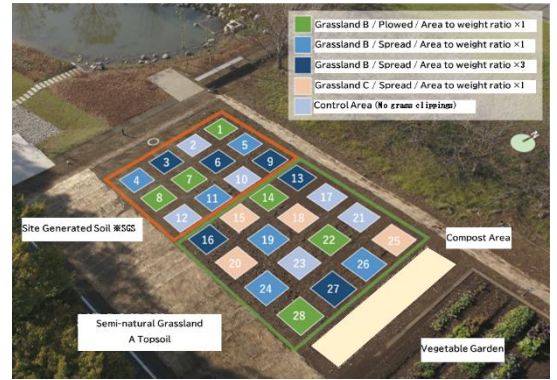 Grassland B / Plowed / Area to weight ratio ×1
Grassland B / Spread / Area to weight ratio ×1
Grassland B / Spread / Area to weight ratio ×3
Grassland C / Spread / Area to weight ratio ×1
Control Area (No grass clippings)
N
1
2
5
3
6
9
4
7
10
13
8
11
14
17
12
15
18
21
Site Generated Soil ※SGS
16
19
22
25
Compost Area
20
23
26
24
27
Semi-natural Grassland
A Topsoil
28
Vegetable Garden